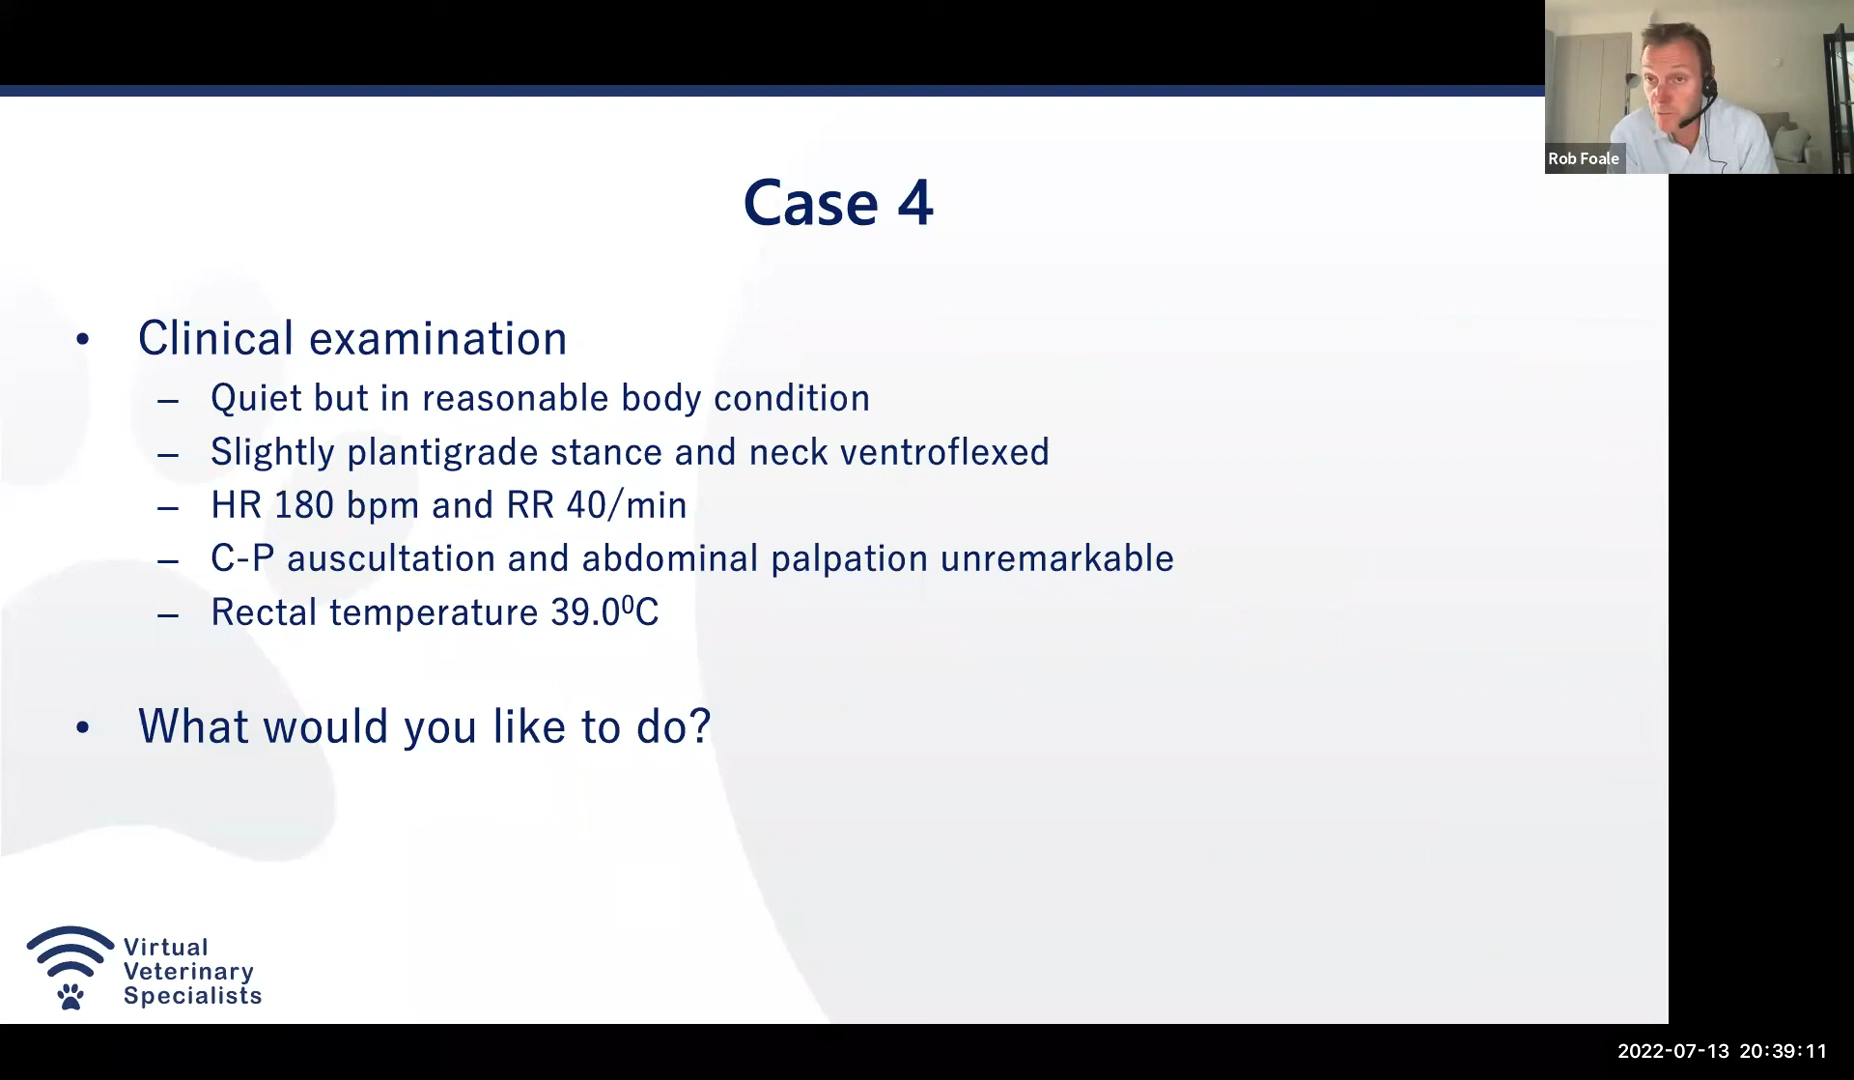 Rob Foale
Case 4
• Clinical examination
– Quiet but in reasonable body condition
– Slightly plantigrade stance and neck ventroflexed
– HR 180 bpm and RR 40/min
– C-P auscultation and abdominal palpation unremarkable
– Rectal temperature 39.0⁰C
• What would you like to do?
Virtual
Veterinary
Specialists
2022-07-13 20:39:11